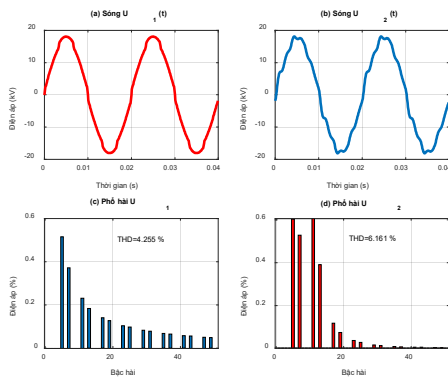 (a) Sóng U1(t)
(b) Sóng U2(t)
Điện áp (kV)
20
10
0
-10
-20
0
0.01
0.02
0.03
0.04
Thời gian (s)
Điện áp (kV)
20
10
0
-10
-20
0
0.01
0.02
0.03
0.04
Thời gian (s)
(c) Phổ hài U1
(d) Phổ hài U2
THD=4.255 %
THD=6.161 %
Điện áp (%)
0.6
0.4
0.2
0
0
20
40
Bậc hài
Điện áp (%)
0.6
0.4
0.2
0
0
20
40
Bậc hài